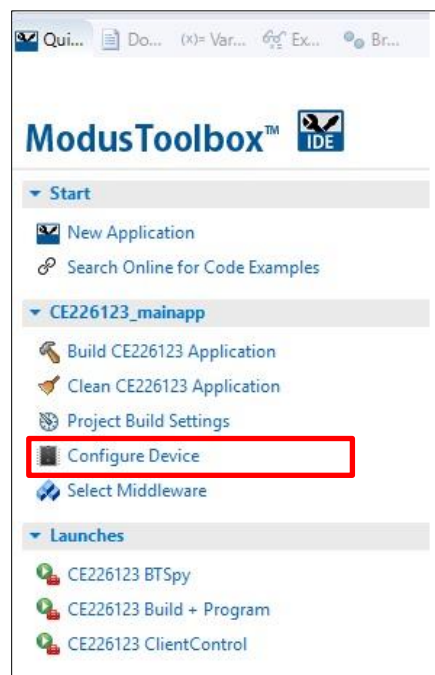 Qui... Do... (x)= Var... Ex... Br...
ModusToolbox™ IDE
Start
New Application
Search Online for Code Examples
CE226123_mainapp
Build CE226123 Application
Clean CE226123 Application
Project Build Settings
Configure Device
Select Middleware
Launches
CE226123 BTSpy
CE226123 Build + Program
CE226123 ClientControl